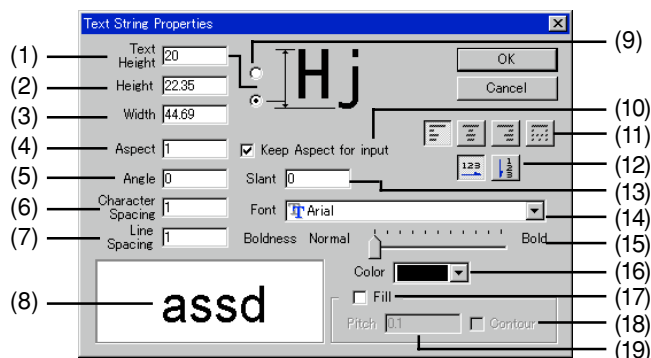 Text String Properties
(1) Text Height 20
(9)
Hj
OK
(2) Height 22.35
Cancel
(3) Width 44.69
(10)
(11)
(4) Aspect 1
Keep Aspect for input
123
123
(12)
(5) Angle 0
Slant 0
(13)
(6) Character Spacing 1
Font Arial
(14)
(7) Line Spacing 1
Boldness Normal Bold
(15)
Color
(16)
(8) assd
Fill
(17)
Pitch 0.1
Contour
(18)
(19)